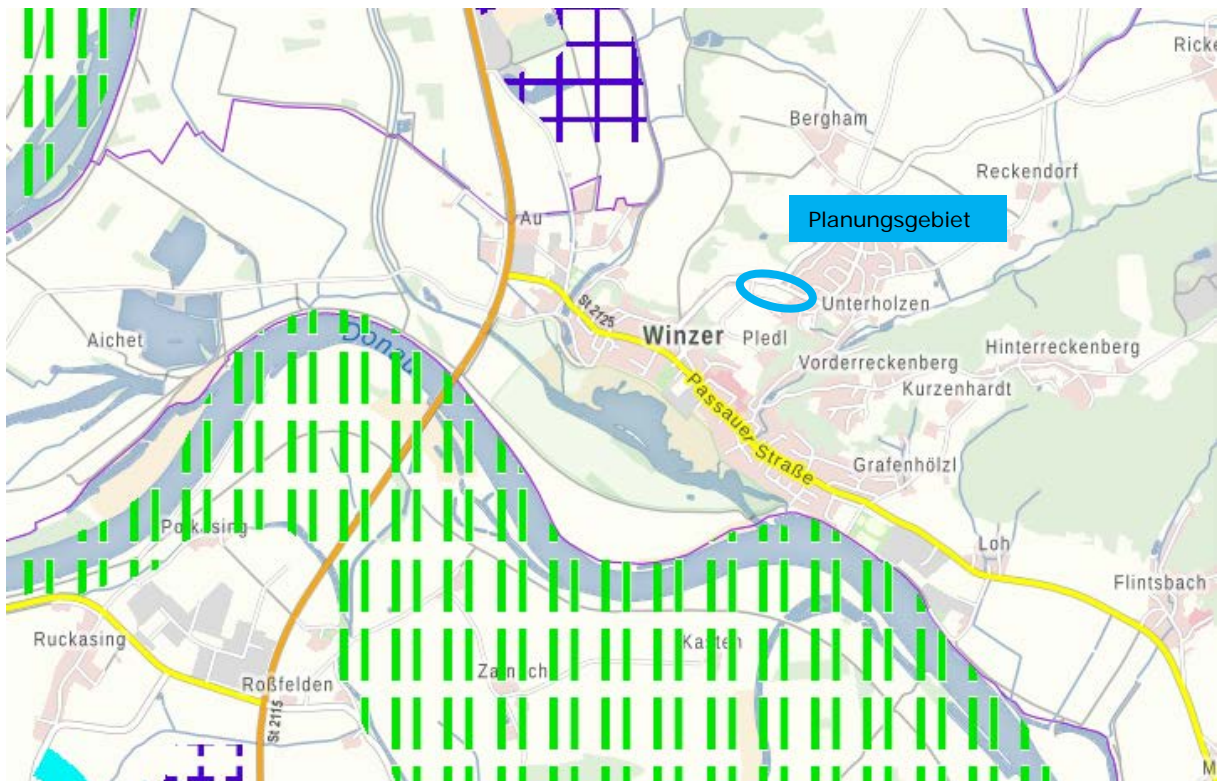 Ricke
Bergham
Reckendorf
Planungsgebiet
Au
Unterholzen
St 2125
Winzer
Pledl
Aichet
Donau
Hinterreckenberg
Vorderreckenberg
Kurzenhardt
Passauer Straße
Grafenhölzl
Loh
Flintsbach
Ruckasing
Kasten
Roßfelden
St 2115
M